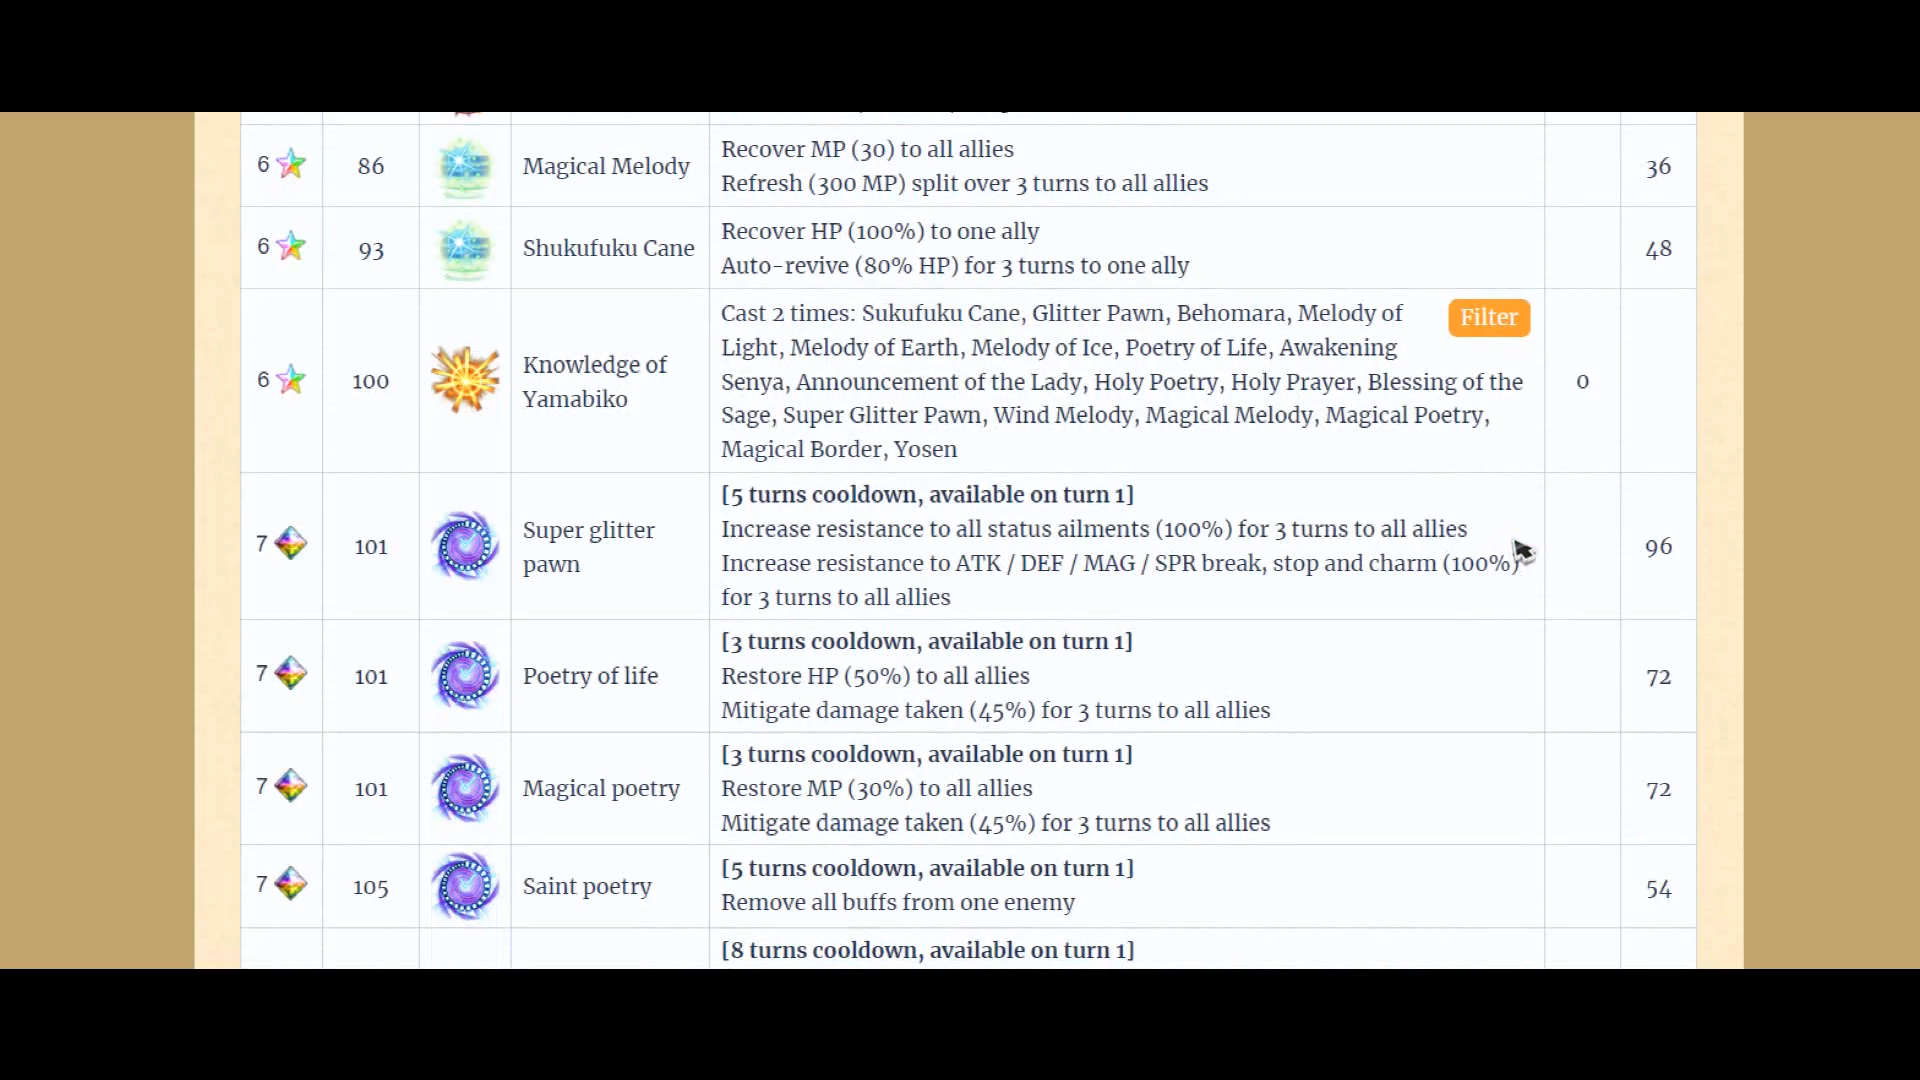 6 86 Magical Melody Recover MP (30) to all allies 36
Refresh (300 MP) split over 3 turns to all allies
6 93 Shukufuku Cane Recover HP (100%) to one ally 48
Auto-revive (80% HP) for 3 turns to one ally
Cast 2 times: Sukufuku Cane, Glitter Pawn, Behomara, Melody of Filter
Light, Melody of Earth, Melody of Ice, Poetry of Life, Awakening
6 100 Knowledge of Yamabiko Senya, Announcement of the Lady, Holy Poetry, Holy Prayer, Blessing of the 0
Sage, Super Glitter Pawn, Wind Melody, Magical Melody, Magical Poetry,
Magical Border, Yosen
[5 turns cooldown, available on turn 1]
7 101 Super glitter pawn Increase resistance to all status ailments (100%) for 3 turns to all allies 96
Increase resistance to ATK / DEF / MAG / SPR break, stop and charm (100%)
for 3 turns to all allies
[3 turns cooldown, available on turn 1]
7 101 Poetry of life Restore HP (50%) to all allies 72
Mitigate damage taken (45%) for 3 turns to all allies
[3 turns cooldown, available on turn 1]
7 101 Magical poetry Restore MP (30%) to all allies 72
Mitigate damage taken (45%) for 3 turns to all allies
7 105 Saint poetry [5 turns cooldown, available on turn 1] 54
Remove all buffs from one enemy
[8 turns cooldown, available on turn 1]